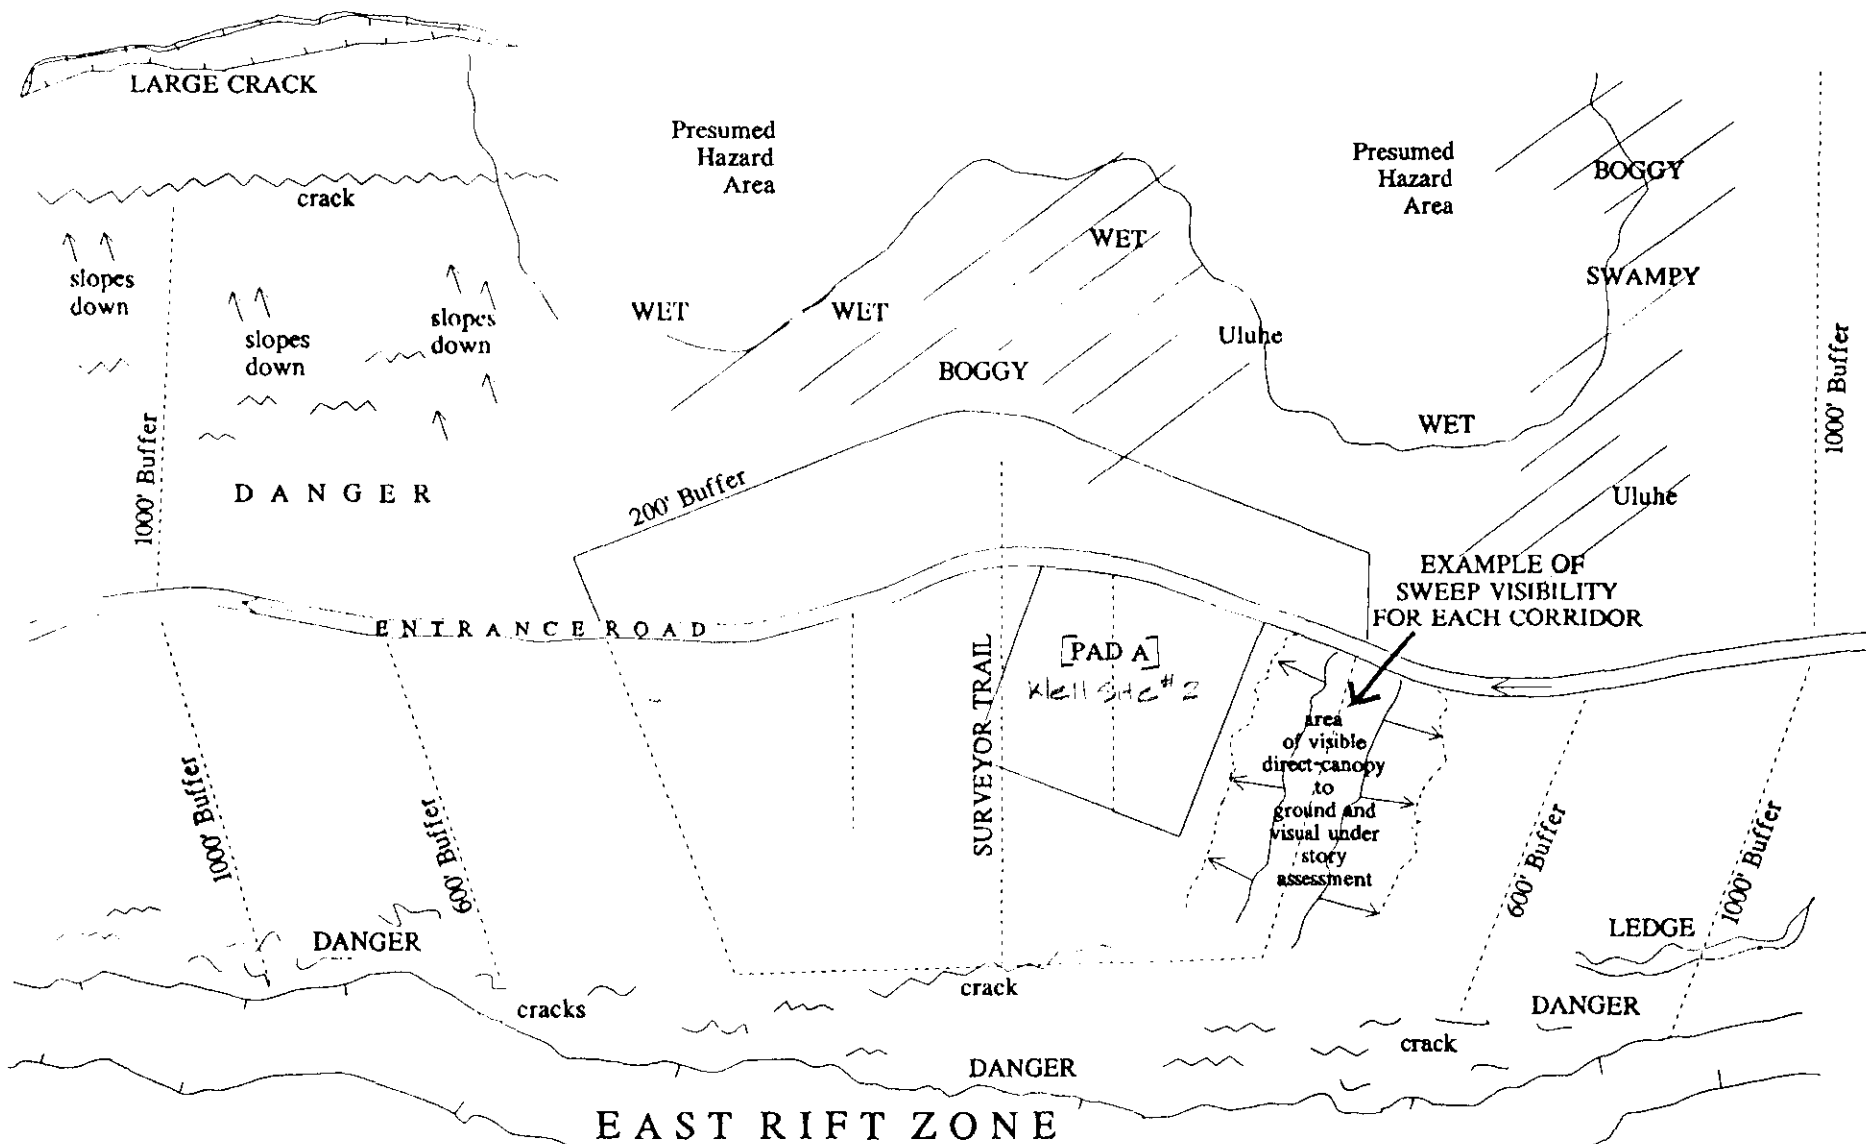 LARGE CRACK
crack
slopes
down
slopes
down
slopes
down
Presumed
Hazard
Area
Presumed
Hazard
Area
BOGGY
SWAMPY
WET
WET
WET
BOGGY
Uluhe
WET
Uluhe
1000' Buffer
1000' Buffer
DANGER
200' Buffer
EXAMPLE OF
SWEEP VISIBILITY
FOR EACH CORRIDOR
ENTRANCE ROAD
SURVEYOR TRAIL
[PAD A]
Well Site #2
area
of visible
direct-canopy
to
ground and
visual under
story
assessment
1000' Buffer
600' Buffer
600' Buffer
1000' Buffer
DANGER
LEDGE
cracks
crack
DANGER
crack
DANGER
EAST RIFT ZONE